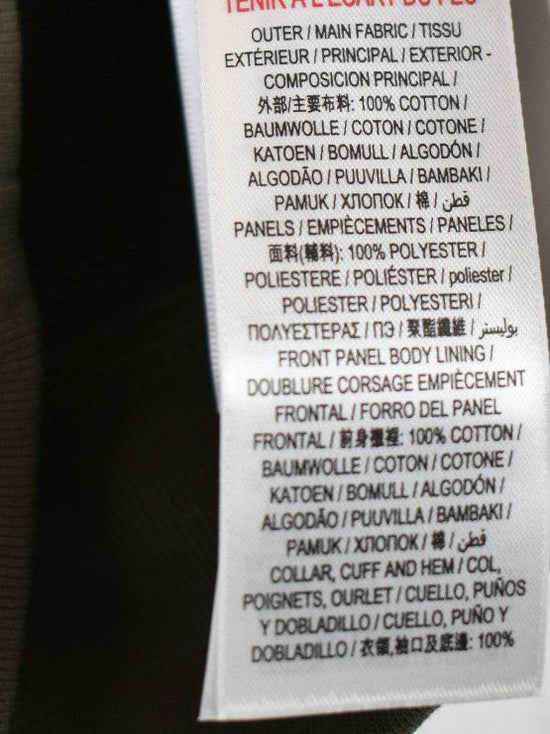 TENIR À L'ÉCART DU FEU
OUTER / MAIN FABRIC / TISSU
EXTÉRIEUR / PRINCIPAL / EXTERIOR -
COMPOSICION PRINCIPAL /
外部/主要布料: 100% COTTON /
BAUMWOLLE / COTON / COTONE /
KATOEN / BOMULL / ALGODÓN /
ALGODÃO / PUUVILLA / BAMBAKI /
PAMUK / ХЛОПОК / 棉 / قطن
PANELS / EMPIÈCEMENTS / PANELES /
面料(輔料): 100% POLYESTER /
POLIESTERE / POLIÉSTER / poliester /
POLIESTER / POLYESTERI /
ΠΟΛΥΕΣΤΕΡΑΣ / ПЭ / 聚酯纖維 / بوليستر
FRONT PANEL BODY LINING /
DOUBLURE CORSAGE EMPIÈCEMENT
FRONTAL / FORRO DEL PANEL
FRONTAL / 前身襯裡: 100% COTTON /
BAUMWOLLE / COTON / COTONE /
KATOEN / BOMULL / ALGODÓN /
ALGODÃO / PUUVILLA / BAMBAKI /
PAMUK / ХЛОПОК / 棉 / قطن
COLLAR, CUFF AND HEM / COL,
POIGNETS, OURLET / CUELLO, PUÑOS
Y DOBLADILLO / CUELLO, PUÑO Y
DOBLADILLO / 衣領,袖口及底邊: 100%